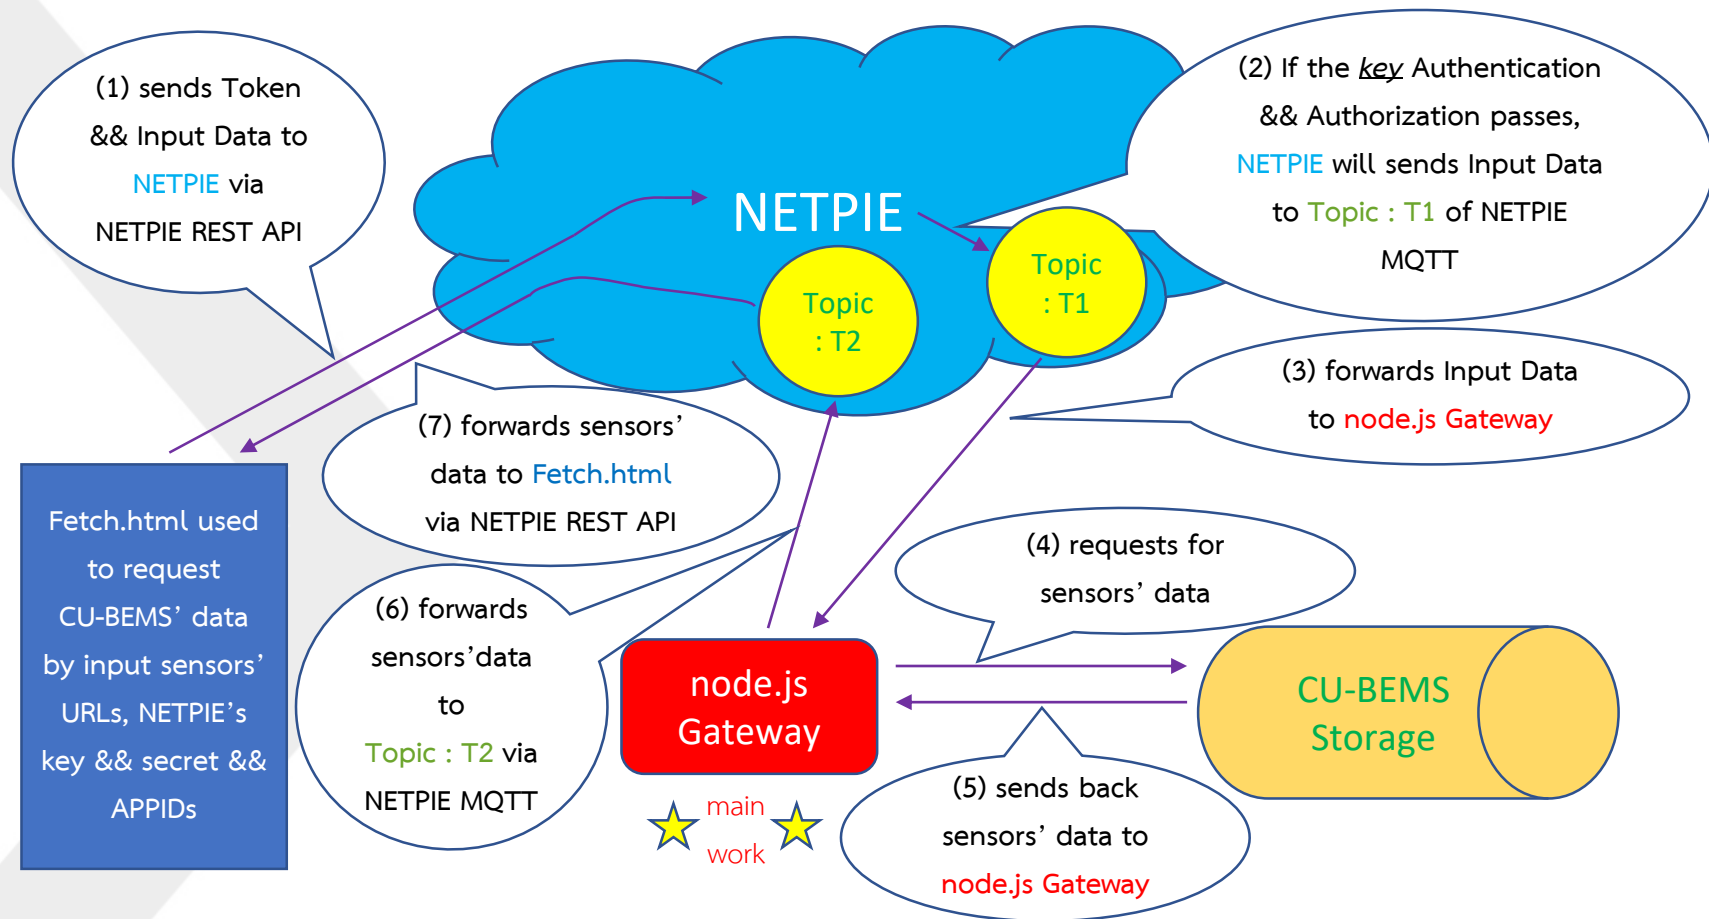 (1) sends Token
&& Input Data to
NETPIE via
NETPIE REST API
(2) If the key Authentication
&& Authorization passes,
NETPIE will sends Input Data
to Topic : T1 of NETPIE
MQTT
NETPIE
Topic
: T1
Topic
: T2
(3) forwards Input Data
to node.js Gateway
(7) forwards sensors’
data to Fetch.html
via NETPIE REST API
Fetch.html used
to request
CU-BEMS’ data
by input sensors’
URLs, NETPIE’s
key && secret &&
APPIDs
(4) requests for
sensors’ data
(6) forwards
sensors’data
to
Topic : T2 via
NETPIE MQTT
node.js
Gateway
CU-BEMS
Storage
main
work
(5) sends back
sensors’ data to
node.js Gateway